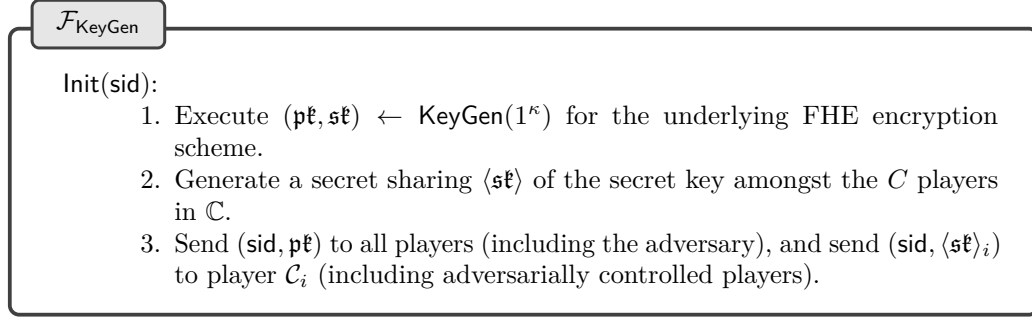 𝓕_KeyGen
Init(sid):
1. Execute (𝔭𝔨, 𝔰𝔨) ← KeyGen(1^κ) for the underlying FHE encryption
scheme.
2. Generate a secret sharing ⟨𝔰𝔨⟩ of the secret key amongst the C players
in ℂ.
3. Send (sid, 𝔭𝔨) to all players (including the adversary), and send (sid, ⟨𝔰𝔨⟩_i)
to player 𝒞_i (including adversarially controlled players).